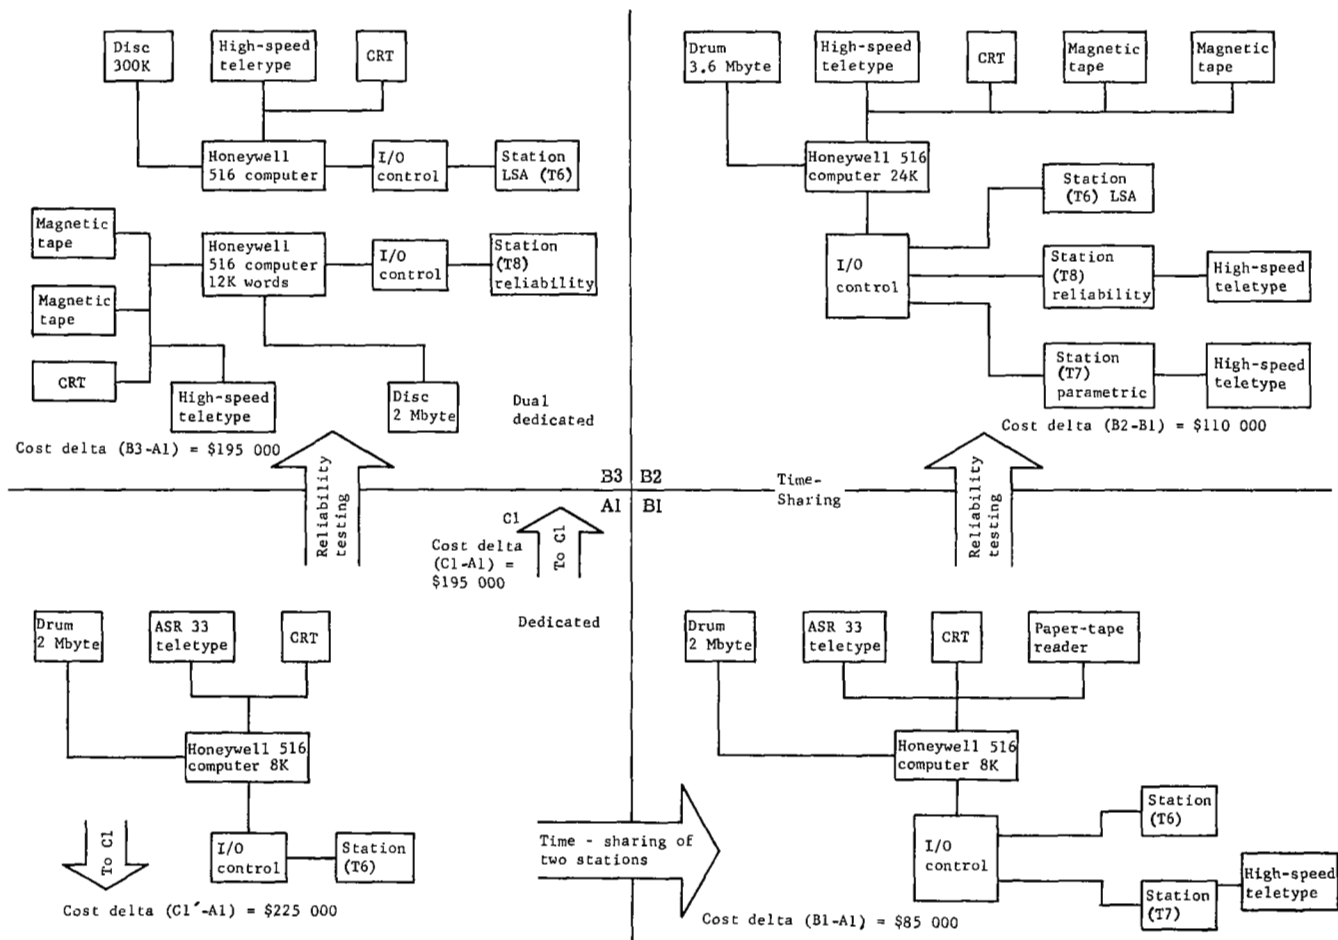 Disc
300K
High-speed
teletype
CRT
Honeywell
516 computer
I/O
control
Station
LSA (T6)
Magnetic
tape
Honeywell
516 computer
12K words
I/O
control
Station
(T8)
reliability
Magnetic
tape
CRT
High-speed
teletype
Disc
2 Mbyte
Dual
dedicated
Cost delta (B3-A1) = $195 000
Drum
3.6 Mbyte
High-speed
teletype
CRT
Magnetic
tape
Magnetic
tape
Honeywell 516
computer 24K
Station
(T6) LSA
I/O
control
Station
(T8)
reliability
High-speed
teletype
Station
(T7)
parametric
High-speed
teletype
Cost delta (B2-B1) = $110 000
Reliability
testing
B3
B2
Time-
Sharing
Reliability
testing
A1
B1
C1
Cost delta
(C1-A1) =
$195 000
To C1
Dedicated
Drum
2 Mbyte
ASR 33
teletype
CRT
Honeywell 516
computer 8K
I/O
control
Station
(T6)
To C1
Cost delta (C1′-A1) = $225 000
Time - sharing of
two stations
Drum
2 Mbyte
ASR 33
teletype
CRT
Paper-tape
reader
Honeywell 516
computer 8K
I/O
control
Station
(T6)
Station
(T7)
High-speed
teletype
Cost delta (B1-A1) = $85 000